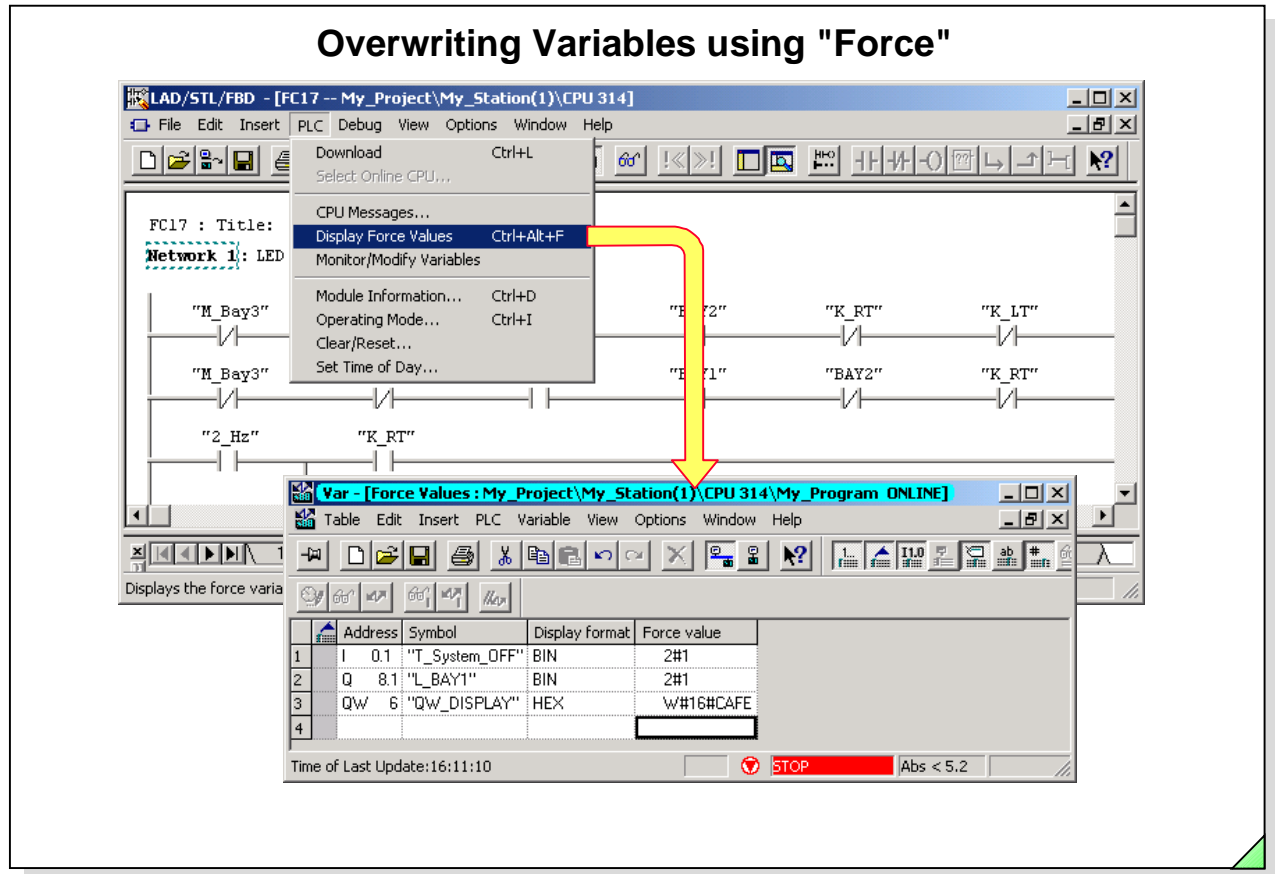 Overwriting Variables using "Force"
LAD/STL/FBD - [FC17 -- My_Project\My_Station(1)\CPU 314]
File Edit Insert PLC Debug View Options Window Help
Download Ctrl+L
Select Online CPU...
CPU Messages...
Display Force Values Ctrl+Alt+F
Monitor/Modify Variables
Module Information... Ctrl+D
Operating Mode... Ctrl+I
Clear/Reset...
Set Time of Day...
FC17 : Title:
Network 1: LED
"M_Bay3" "K_RT" "K_LT"
"M_Bay3" "BAY2" "K_RT"
"2_Hz" "K_RT"
Var - [Force Values : My_Project\My_Station(1)\CPU 314\My_Program ONLINE]
Table Edit Insert PLC Variable View Options Window Help
Displays the force varia
Address Symbol Display format Force value
1 I 0.1 "T_System_OFF" BIN 2#1
2 Q 8.1 "L_BAY1" BIN 2#1
3 QW 6 "QW_DISPLAY" HEX W#16#CAFE
4
Time of Last Update:16:11:10 STOP Abs < 5.2